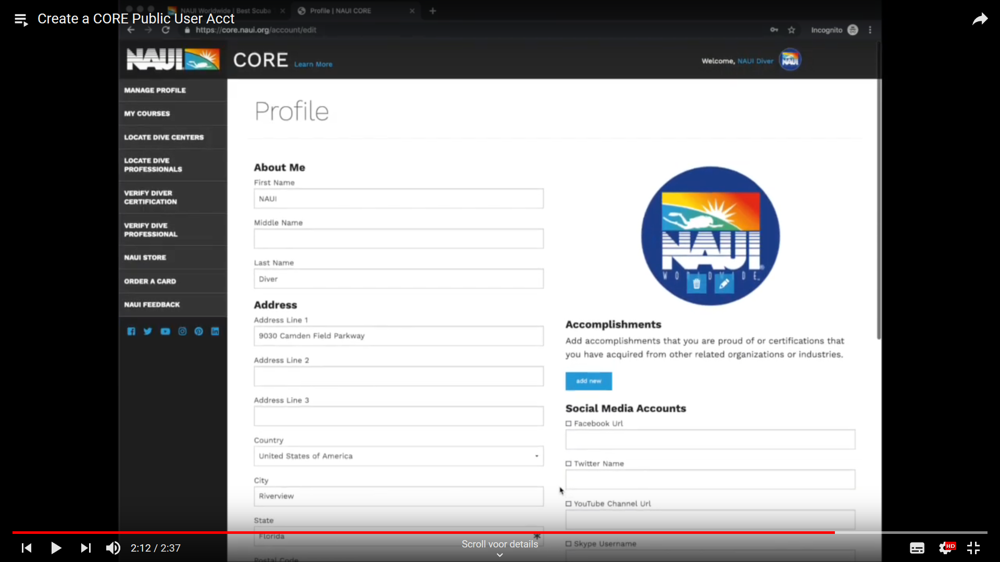 NAUI Worldwide | Best Scuba
Profile | NAUI CORE
Create a CORE Public User Acct
https://core.naui.org/account/edit
Incognito
NAUI
CORE
Learn More
Welcome, NAUI Diver
NAUI
MANAGE PROFILE
MY COURSES
LOCATE DIVE CENTERS
LOCATE DIVE
PROFESSIONALS
VERIFY DIVER
CERTIFICATION
VERIFY DIVE
PROFESSIONAL
NAUI STORE
ORDER A CARD
NAUI FEEDBACK
Profile
About Me
First Name
NAUI
Middle Name
Last Name
Diver
Address
Address Line 1
9030 Camden Field Parkway
Address Line 2
Address Line 3
Country
United States of America
City
Riverview
State
Florida
Postal Code
NAUI
WORLDWIDE
Accomplishments
Add accomplishments that you are proud of or certifications that
you have acquired from other related organizations or industries.
add new
Social Media Accounts
Facebook Url
Twitter Name
YouTube Channel Url
Skype Username
2:12 / 2:37
Scroll voor details
HD